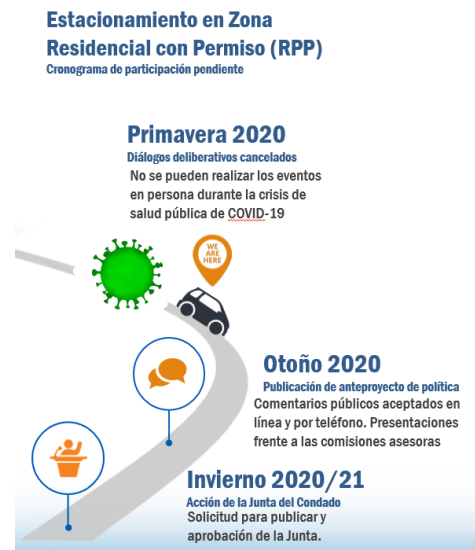 Estacionamiento en Zona
Residencial con Permiso (RPP)
Cronograma de participación pendiente
Primavera 2020
Diálogos deliberativos cancelados
No se pueden realizar los eventos
en persona durante la crisis de
salud pública de COVID-19
WE
ARE
HERE
Otoño 2020
Publicación de anteproyecto de política
Comentarios públicos aceptados en
línea y por teléfono. Presentaciones
frente a las comisiones asesoras
Invierno 2020/21
Acción de la Junta del Condado
Solicitud para publicar y
aprobación de la Junta.